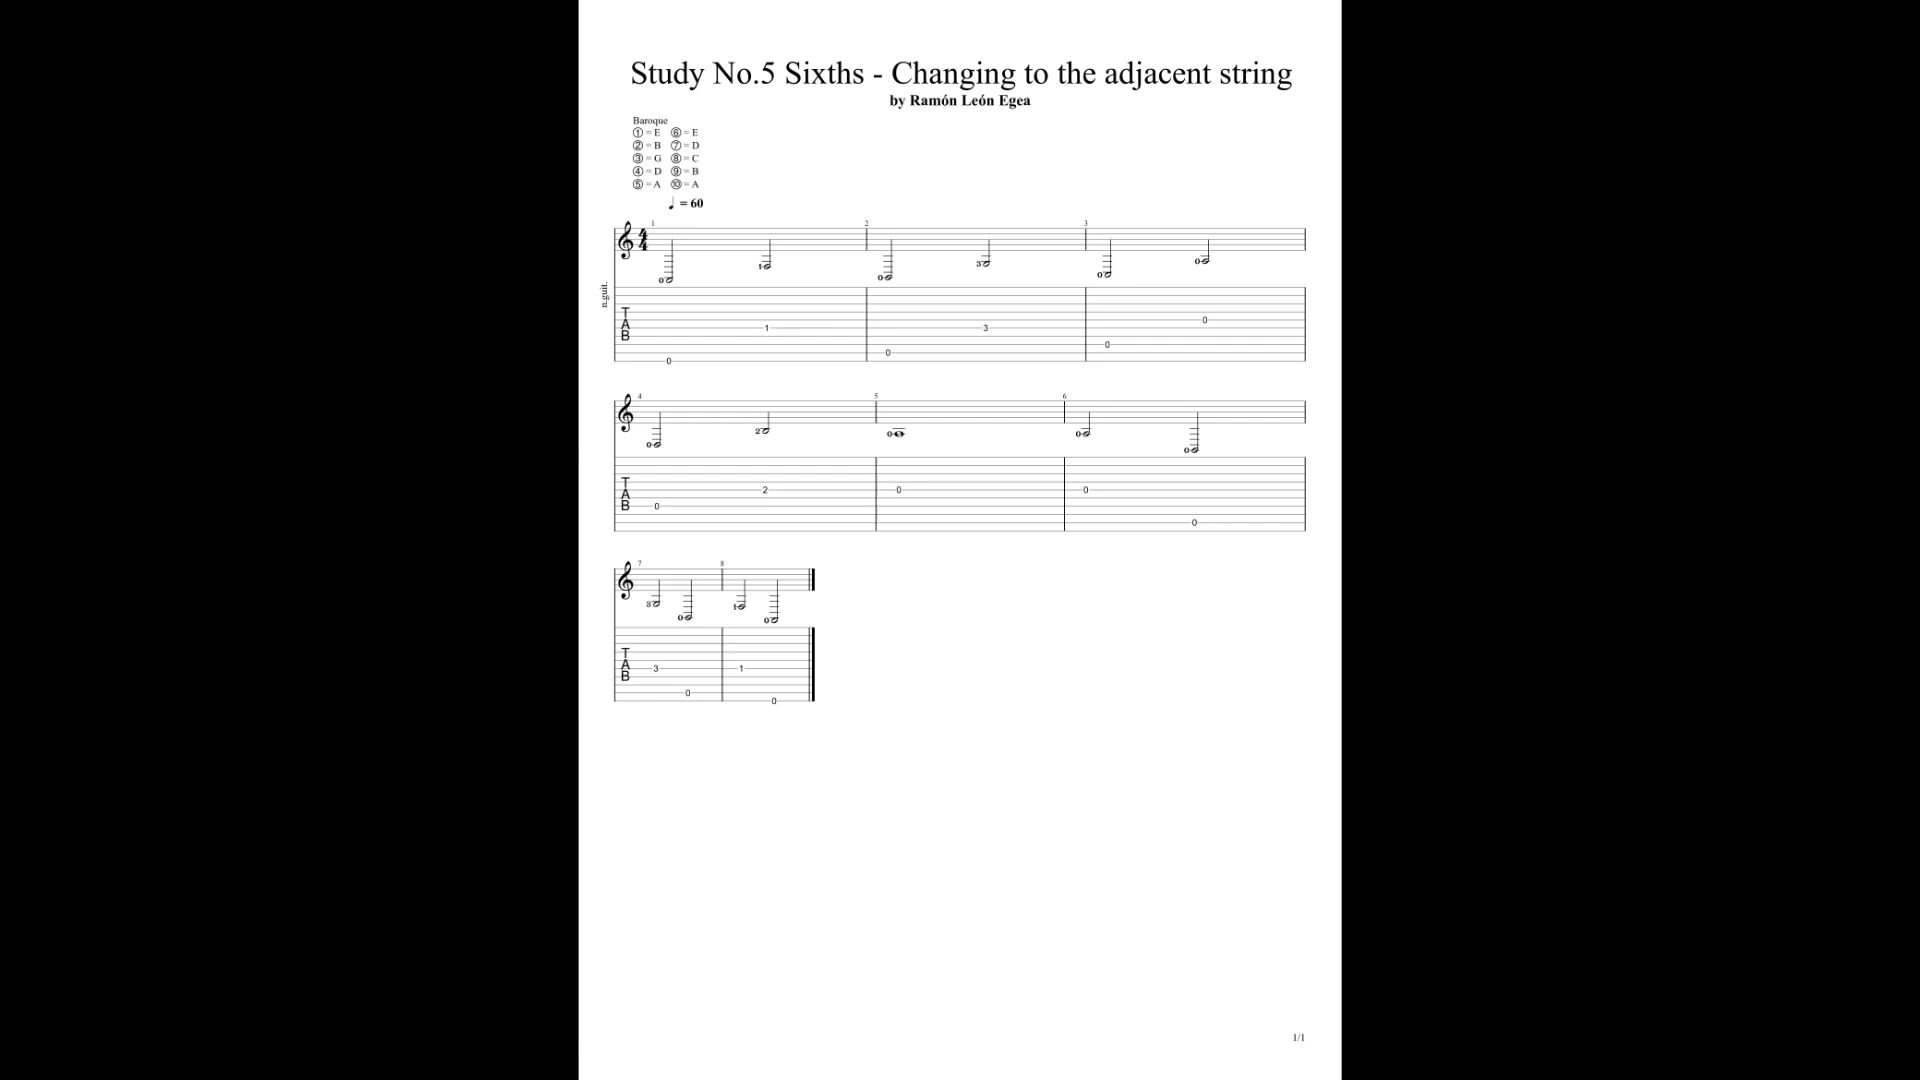 Study No.5 Sixths - Changing to the adjacent string
by Ramón León Egea
Baroque
① = E ⑥ = E
② = B ⑦ = D
③ = G ⑧ = C
④ = D ⑨ = B
⑤ = A ⑩ = A
♩ = 60
1 2 3
4
4
0 1 0 3 0 0
n.guit.
T
A
B
0 1 0 3 0 0
4 5 6
0 2 0 0 0
T
A
B
0 2 0 0 0
7 8
3 0 1 0
T
A
B
3 0 1 0
1/1